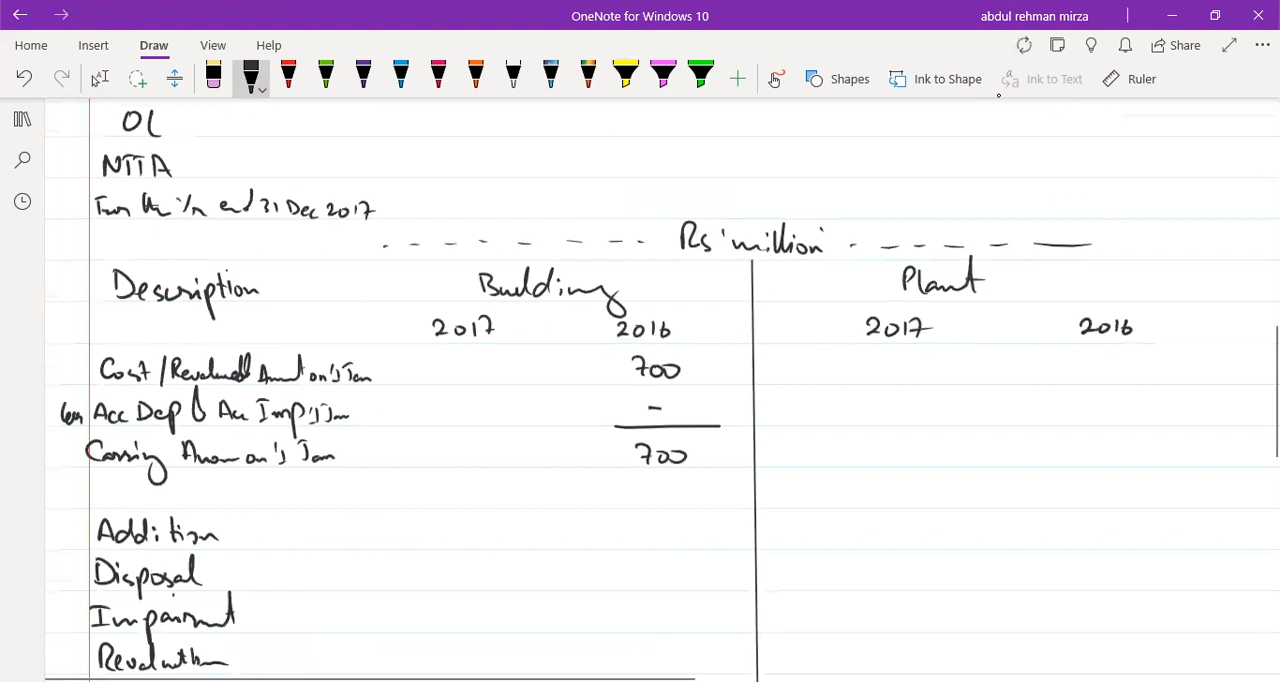 OneNote for Windows 10
abdul rehman mirza
Home Insert Draw View Help
Share
Shapes Ink to Shape Ink to Text Ruler
OL
NTTA
For the y/r end 31 Dec 2017
Rs 'million'
Description Building Plant
2017 2016 2017 2016
Cost/Revalued Amount on 1 Jan 700
less Acc Dep & Acc Imp 1 Jan -
Carrying Amount on 1 Jan 700
Addition
Disposal
Impairment
Revaluation